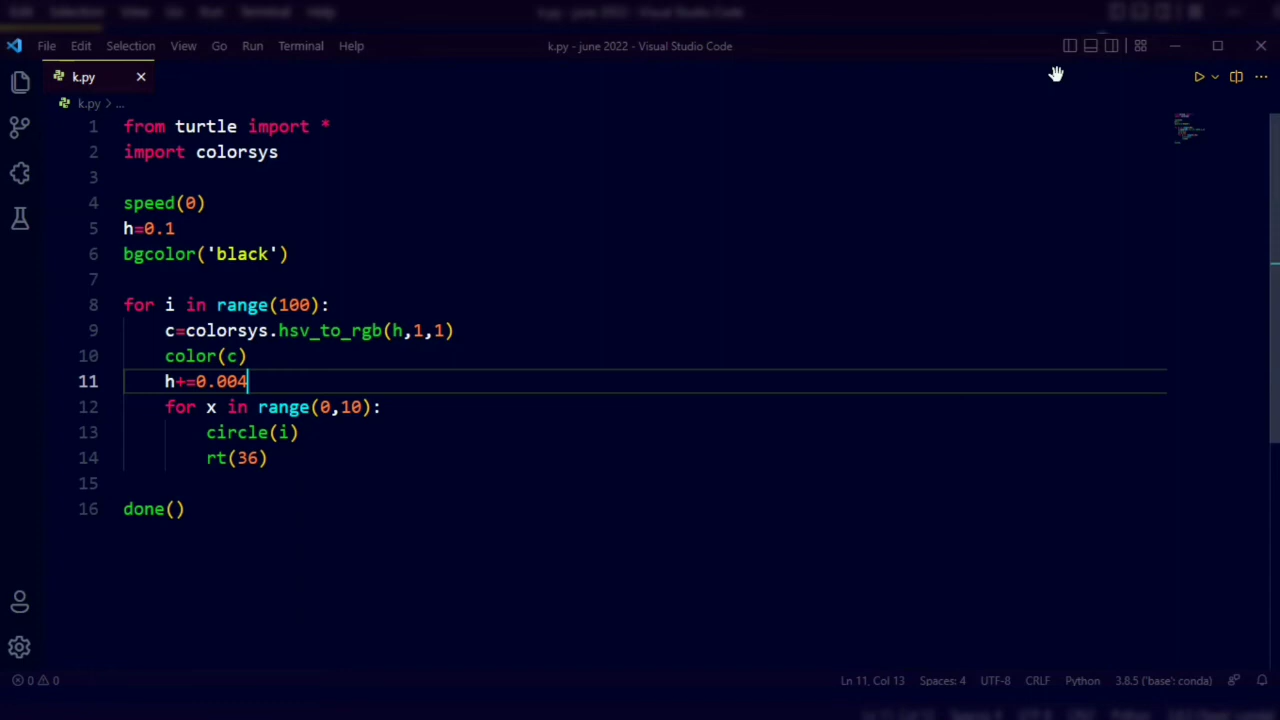 File Edit Selection View Go Run Terminal Help k.py - june 2022 - Visual Studio Code
k.py
k.py > ...
1 from turtle import *
2 import colorsys
3
4 speed(0)
5 h=0.1
6 bgcolor('black')
7
8 for i in range(100):
9 c=colorsys.hsv_to_rgb(h,1,1)
10 color(c)
11 h+=0.004
12 for x in range(0,10):
13 circle(i)
14 rt(36)
15
16 done()
0 0 Ln 11, Col 13 Spaces: 4 UTF-8 CRLF Python 3.8.5 ('base': conda)